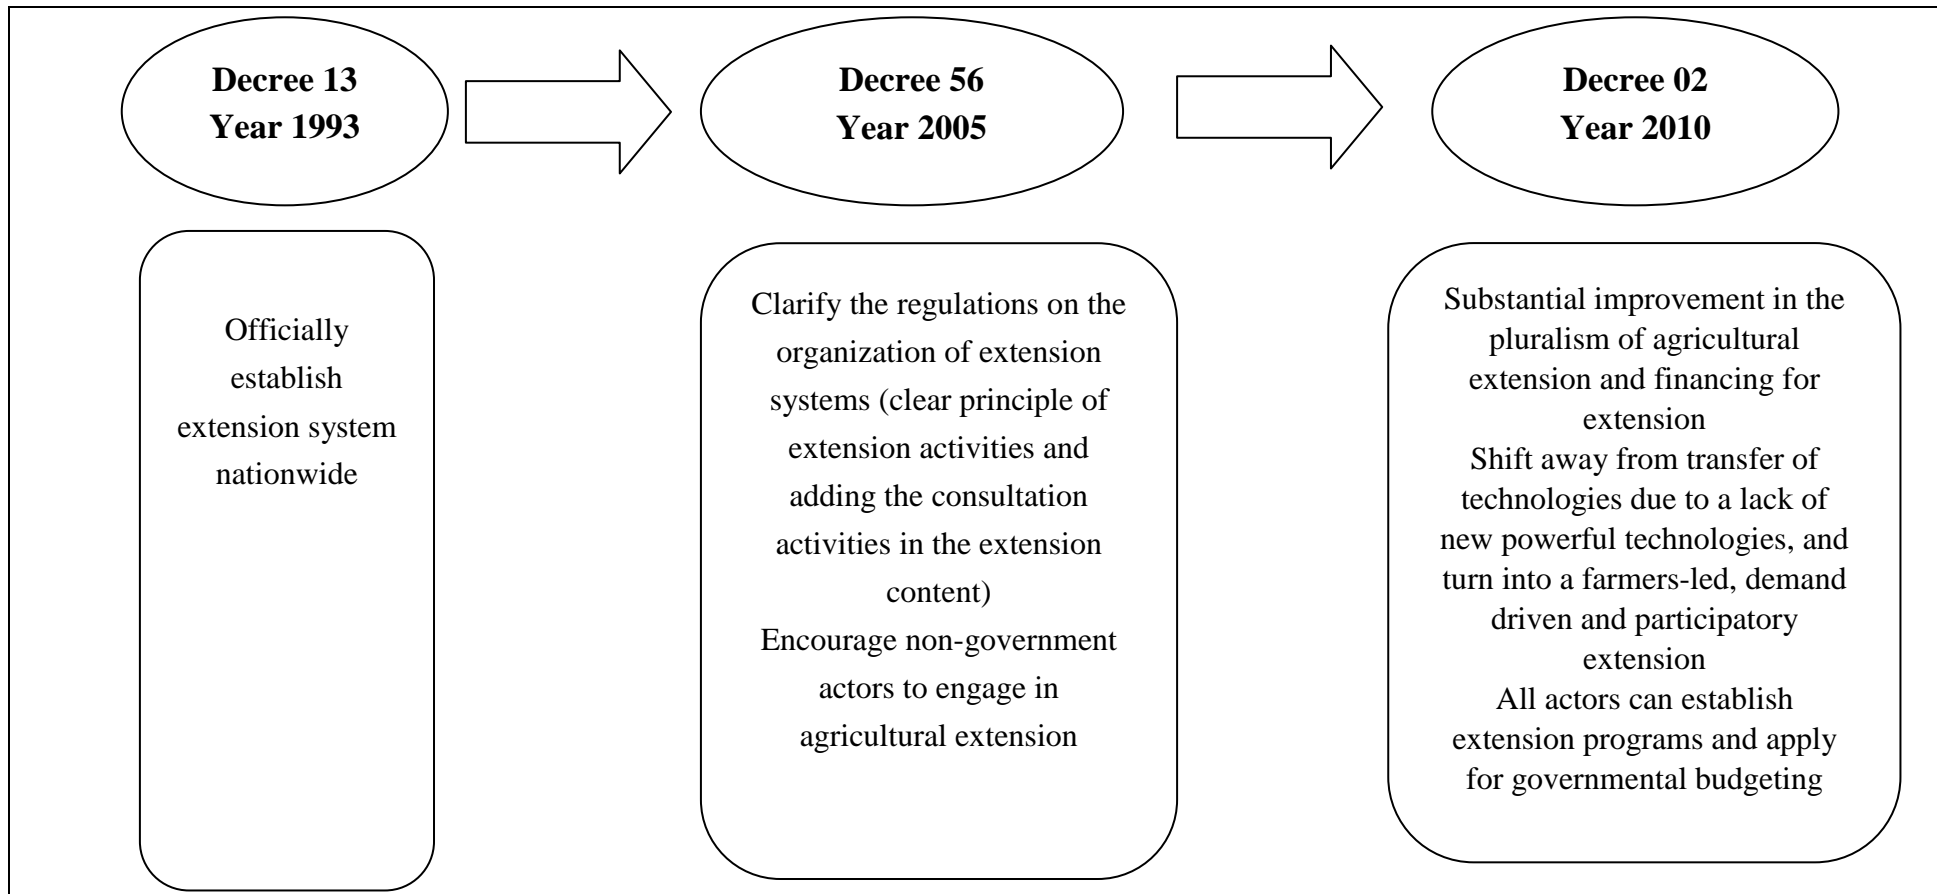 Decree 13
Year 1993
Decree 56
Year 2005
Decree 02
Year 2010
Officially
establish
extension system
nationwide
Clarify the regulations on the
organization of extension
systems (clear principle of
extension activities and
adding the consultation
activities in the extension
content)
Encourage non-government
actors to engage in
agricultural extension
Substantial improvement in the
pluralism of agricultural
extension and financing for
extension
Shift away from transfer of
technologies due to a lack of
new powerful technologies, and
turn into a farmers-led, demand
driven and participatory
extension
All actors can establish
extension programs and apply
for governmental budgeting